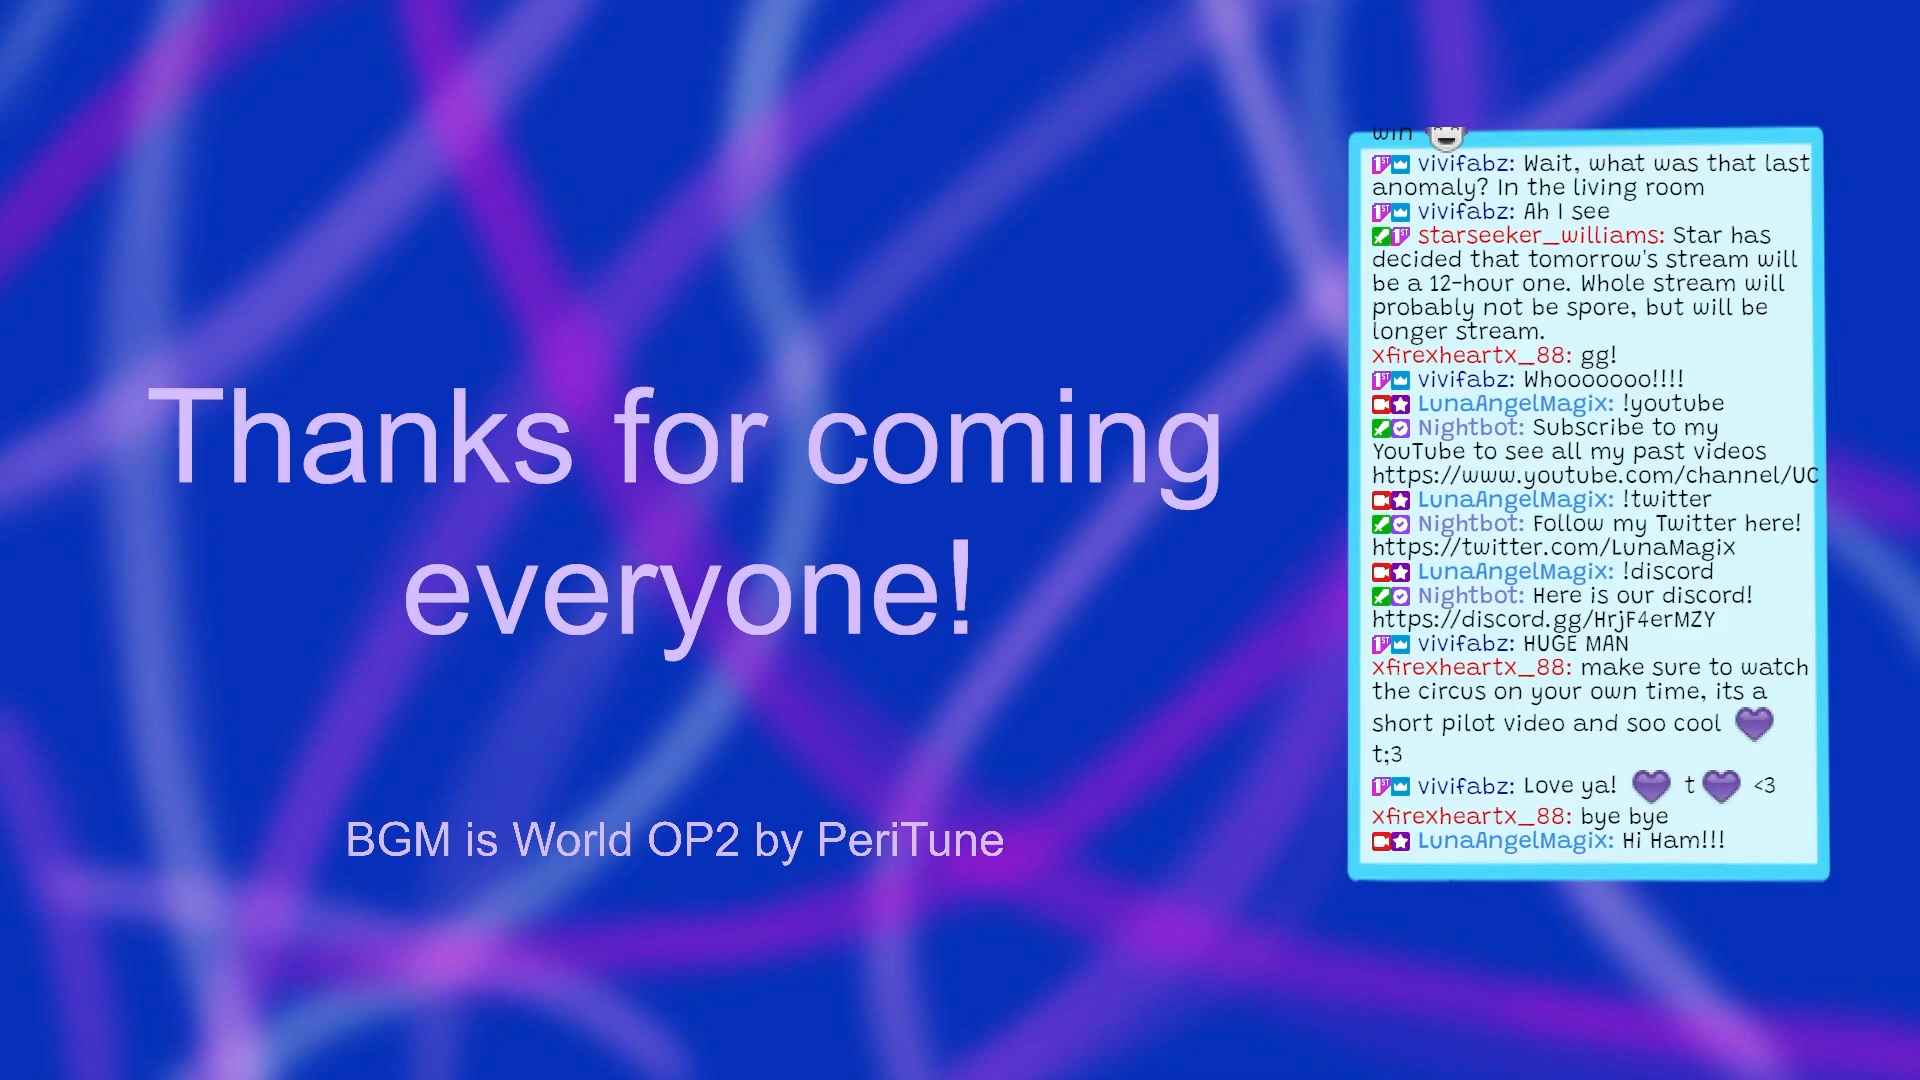 Thanks for coming
everyone!
BGM is World OP2 by PeriTune
win
vivifabz: Wait, what was that last
anomaly? In the living room
vivifabz: Ah I see
starseeker_williams: Star has
decided that tomorrow's stream will
be a 12-hour one. Whole stream will
probably not be spore, but will be
longer stream.
xfirexheartx_88: gg!
vivifabz: Whooooooo!!!!
LunaAngelMagix: !youtube
Nightbot: Subscribe to my
YouTube to see all my past videos
https://www.youtube.com/channel/UC
LunaAngelMagix: !twitter
Nightbot: Follow my Twitter here!
https://twitter.com/LunaMagix
LunaAngelMagix: !discord
Nightbot: Here is our discord!
https://discord.gg/HrjF4erMZY
vivifabz: HUGE MAN
xfirexheartx_88: make sure to watch
the circus on your own time, its a
short pilot video and soo cool
t;3
vivifabz: Love ya! t <3
xfirexheartx_88: bye bye
LunaAngelMagix: Hi Ham!!!